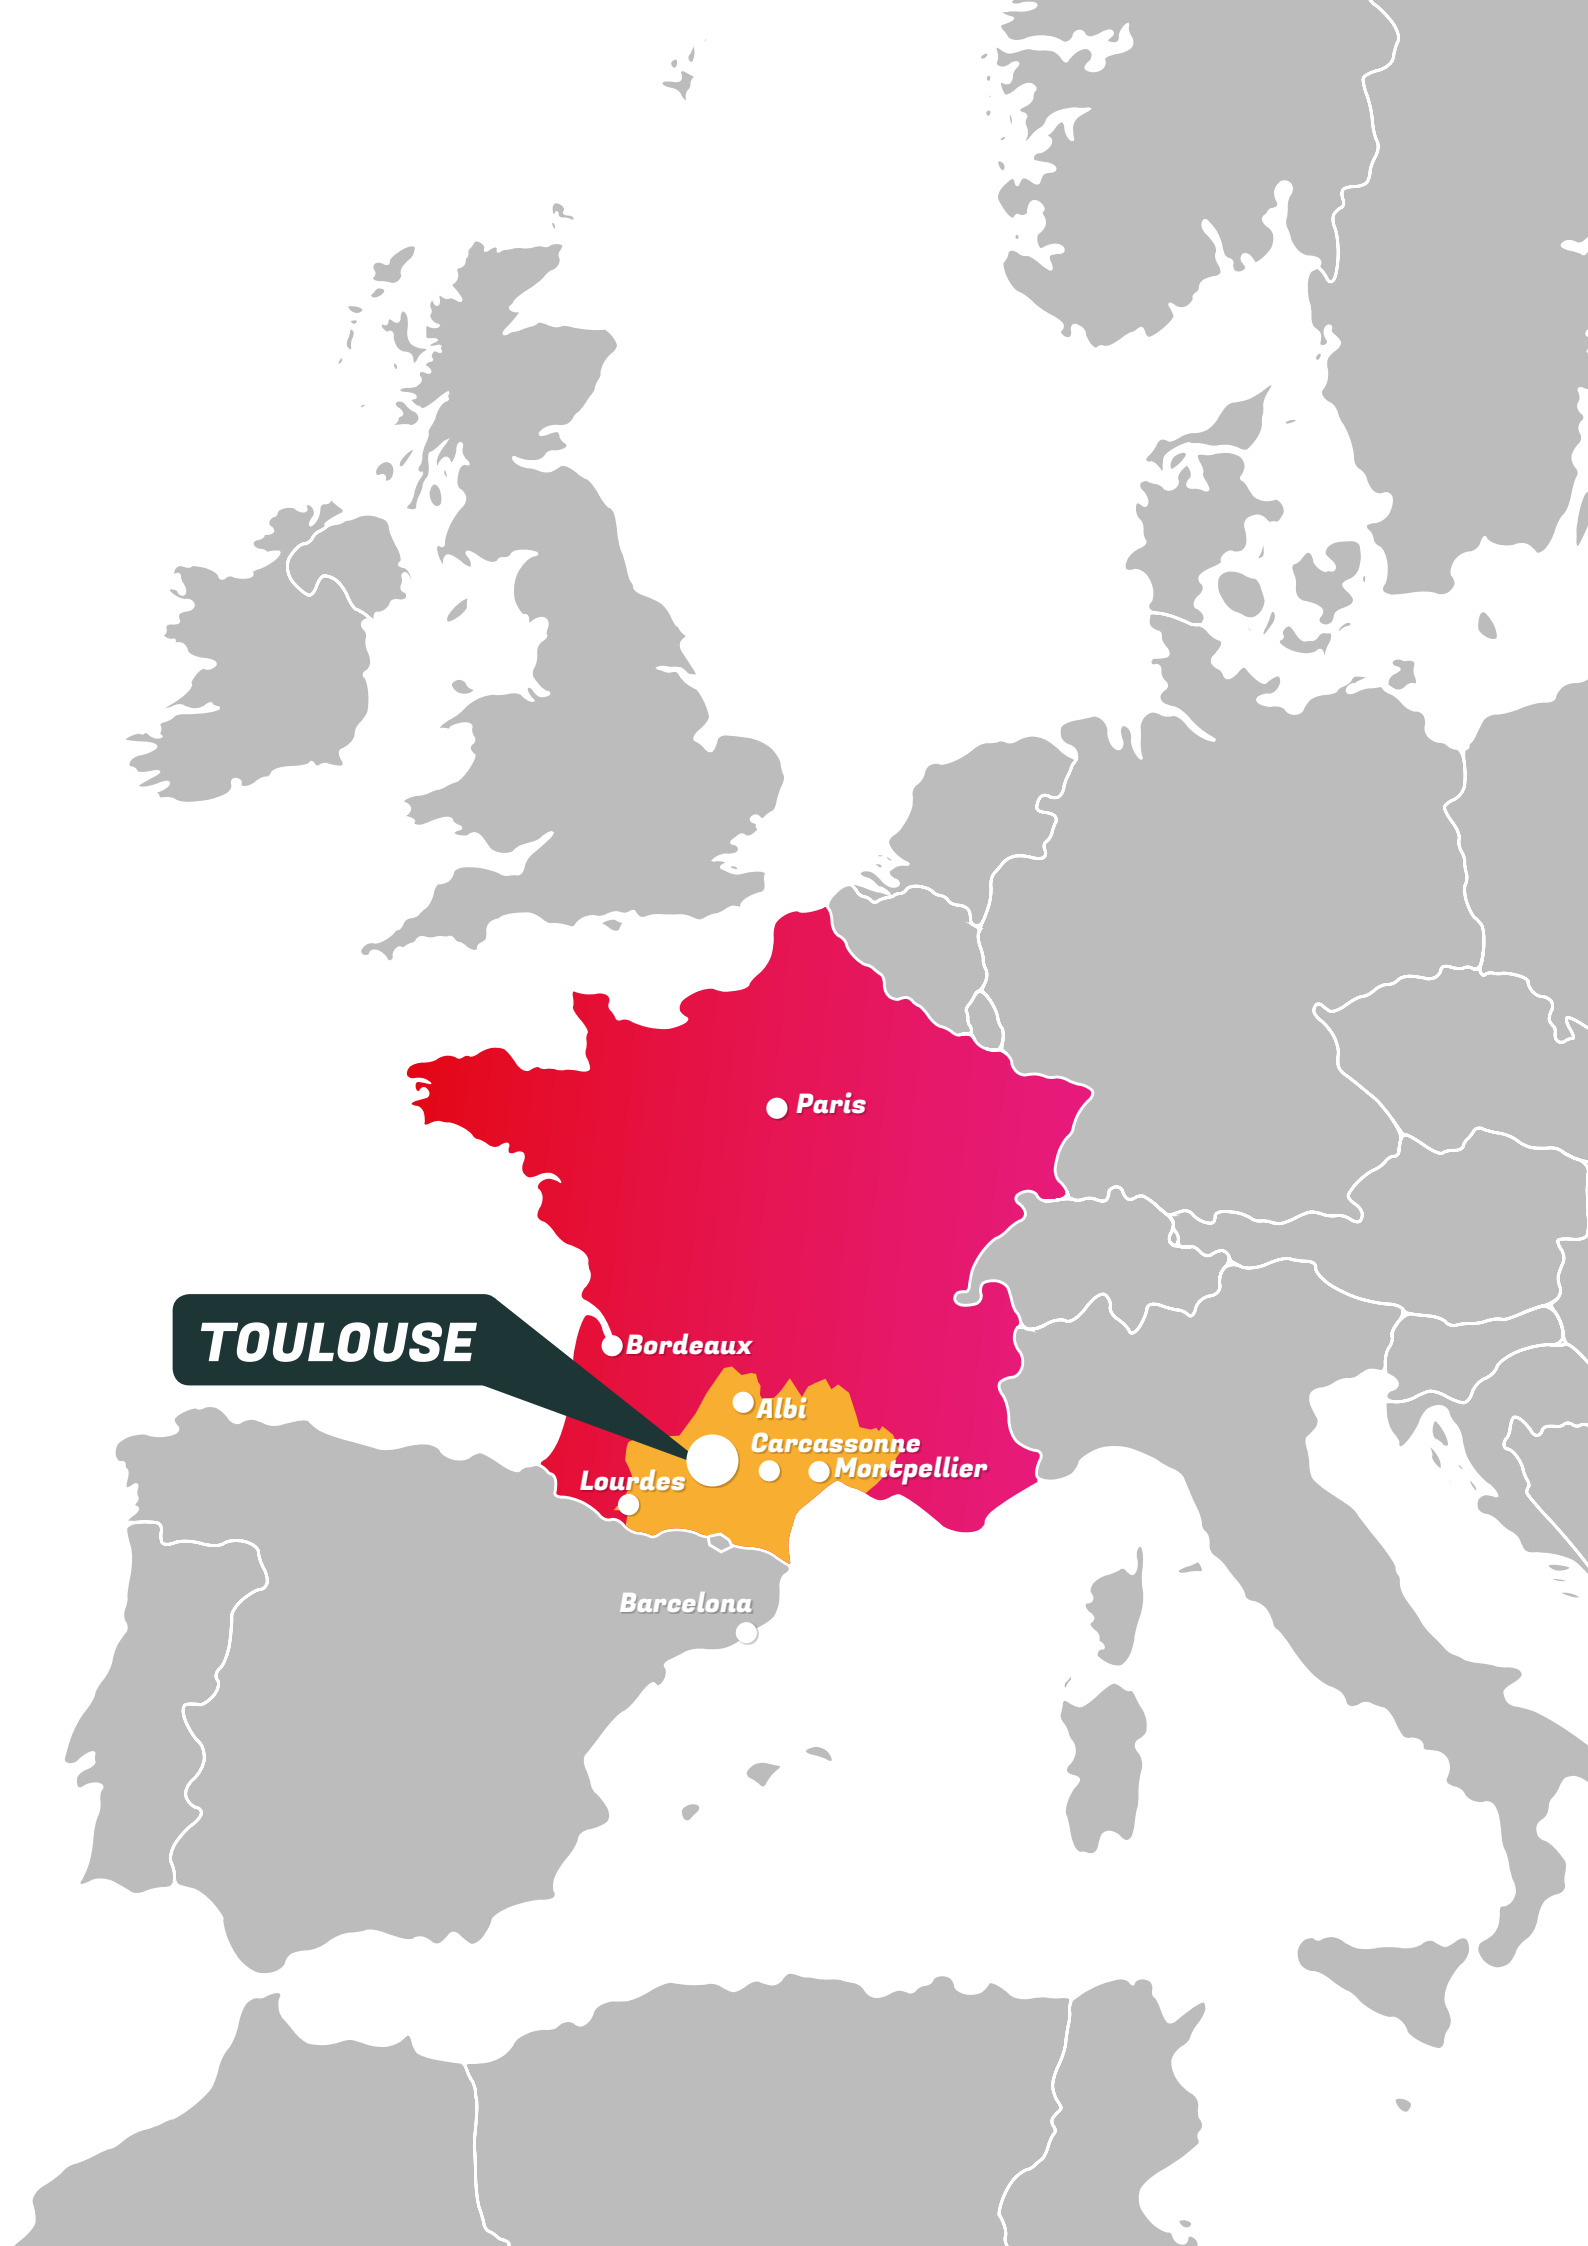 Paris
TOULOUSE
Bordeaux
Albi
Carcassonne
Montpellier
Lourdes
Barcelona